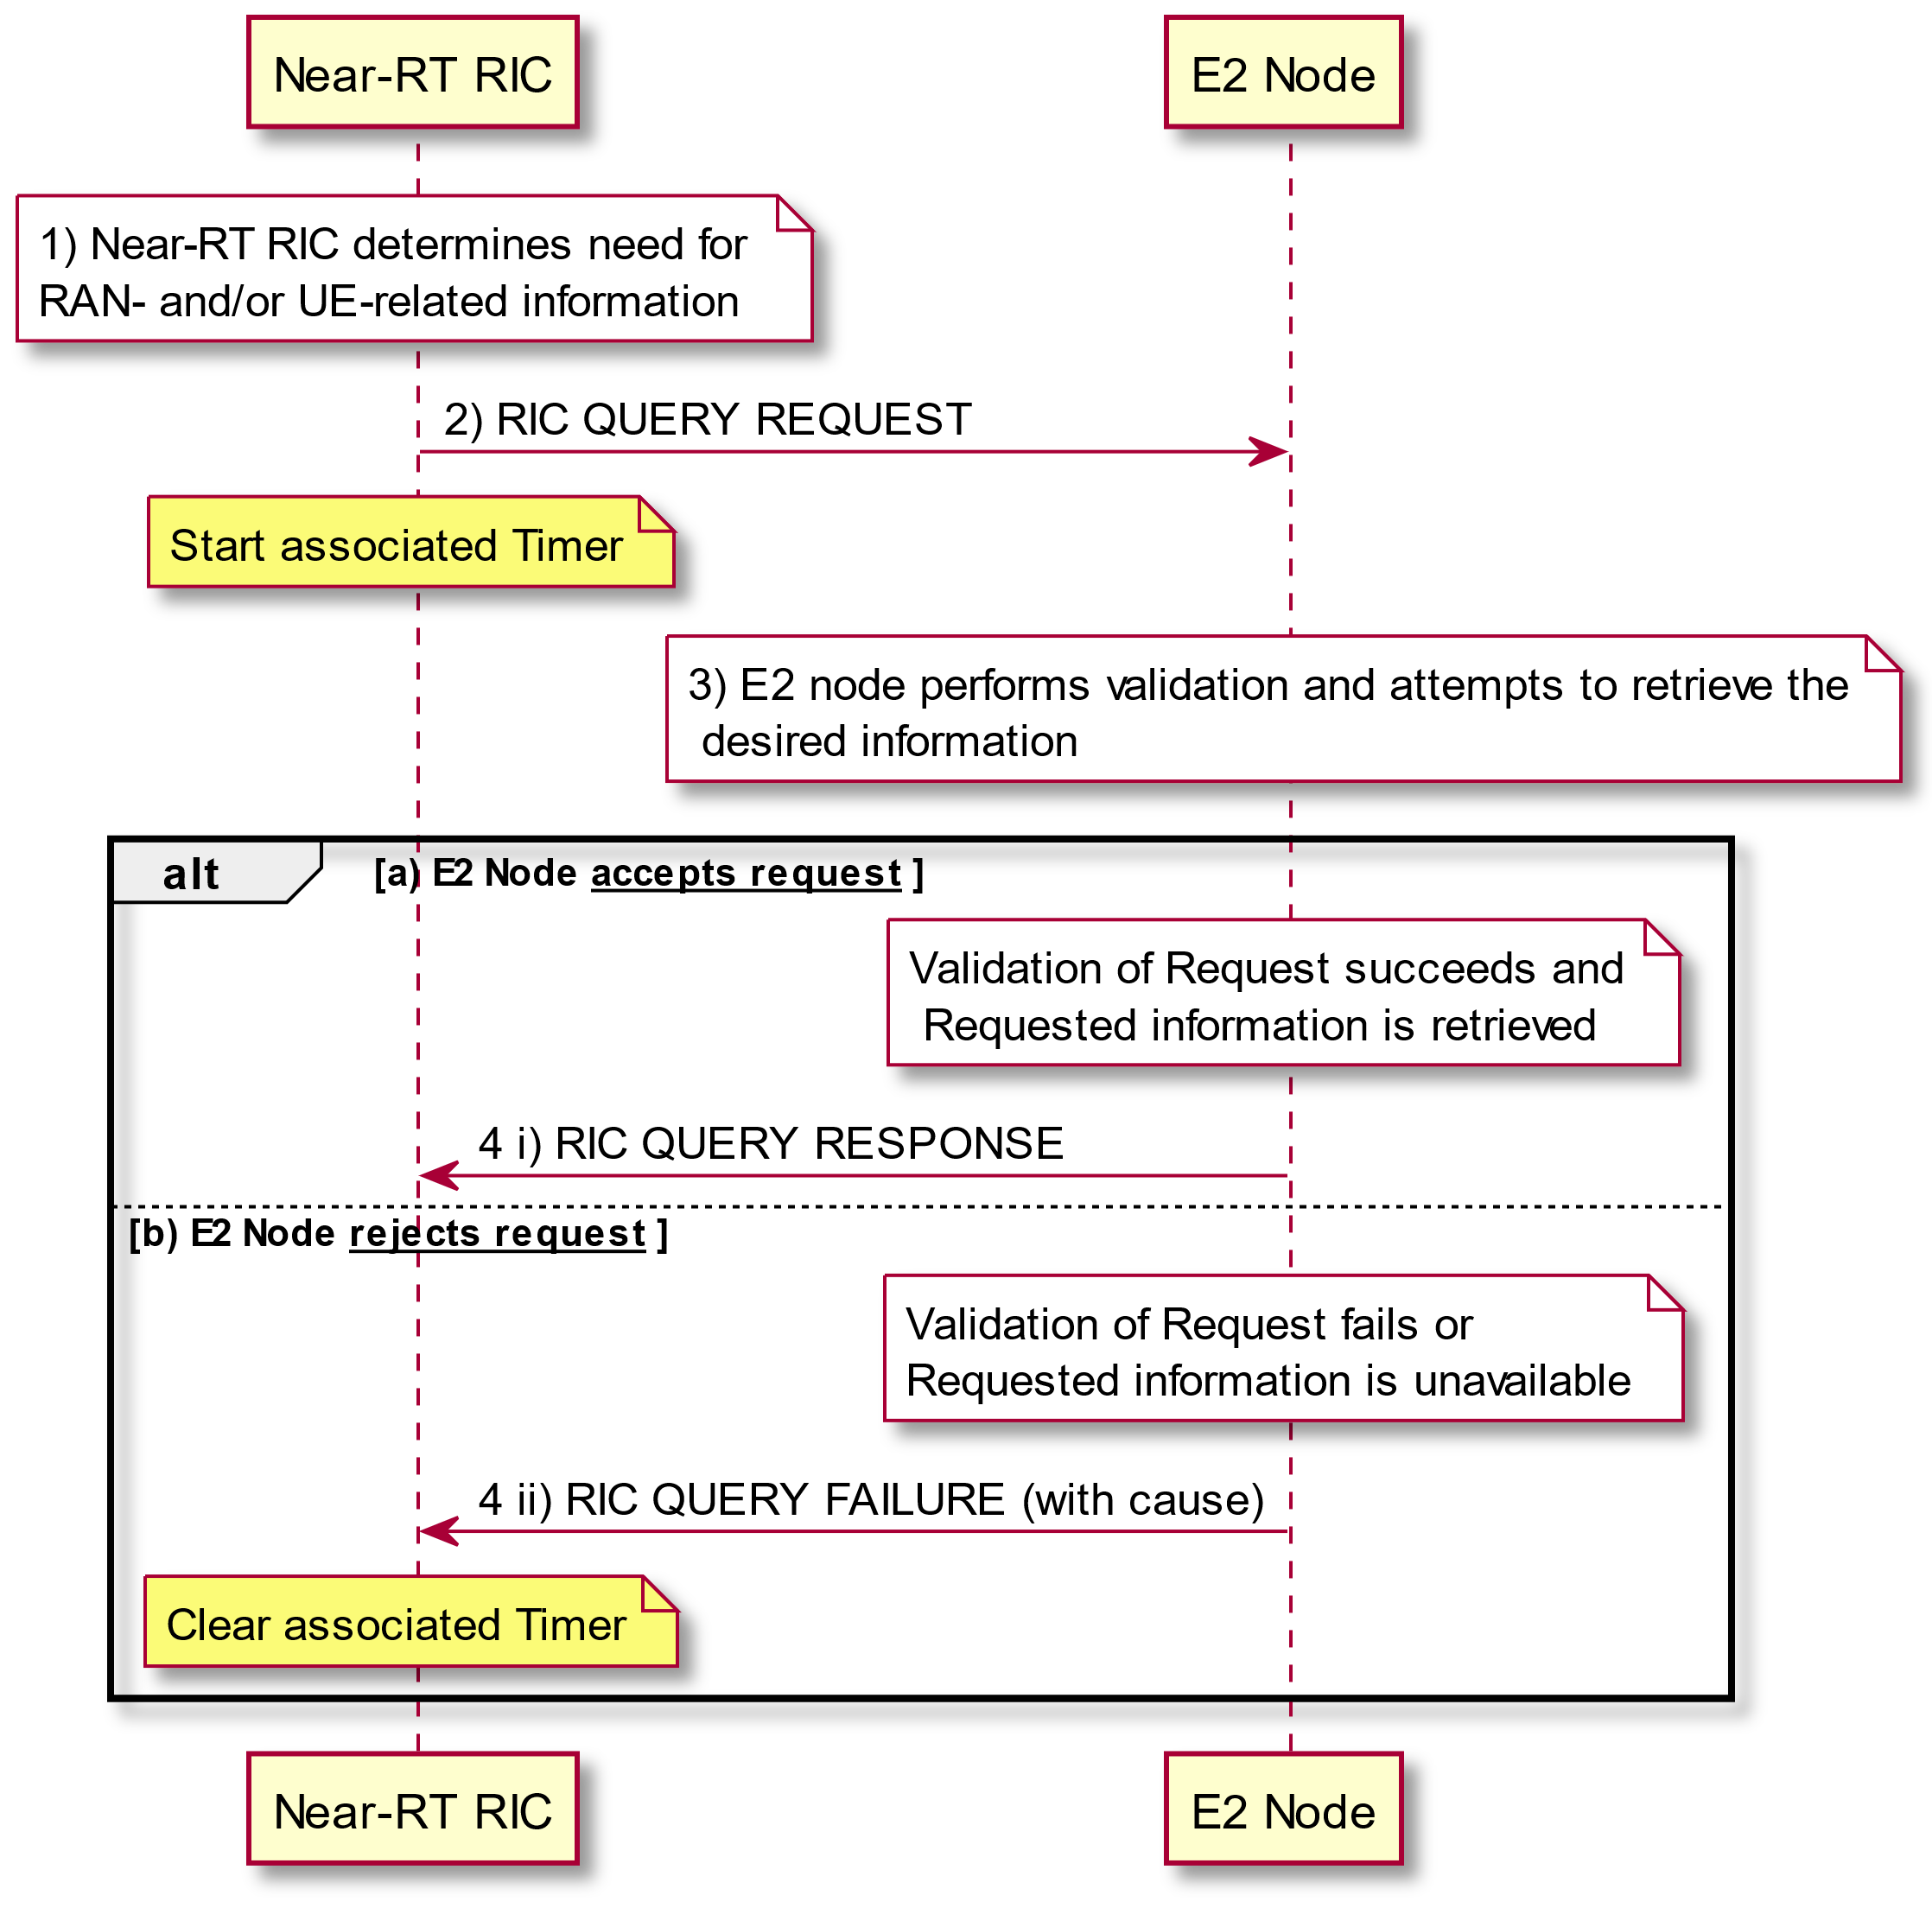 Near-RT RIC
E2 Node
1) Near-RT RIC determines need for
RAN- and/or UE-related information
2) RIC QUERY REQUEST
Start associated Timer
3) E2 node performs validation and attempts to retrieve the
desired information
alt
[a) E2 Node accepts request ]
Validation of Request succeeds and
Requested information is retrieved
4 i) RIC QUERY RESPONSE
[b) E2 Node rejects request ]
Validation of Request fails or
Requested information is unavailable
4 ii) RIC QUERY FAILURE (with cause)
Clear associated Timer
Near-RT RIC
E2 Node